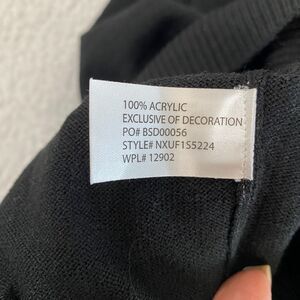 100% ACRYLIC
EXCLUSIVE OF DECORATION
PO# BSD00056
STYLE# NXUF1S5224
WPL# 12902